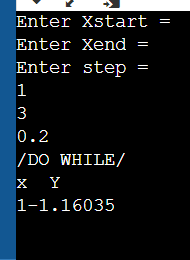 Enter Xstart =
Enter Xend =
Enter step =
1
3
0.2
/DO WHILE/
x  Y
1-1.16035